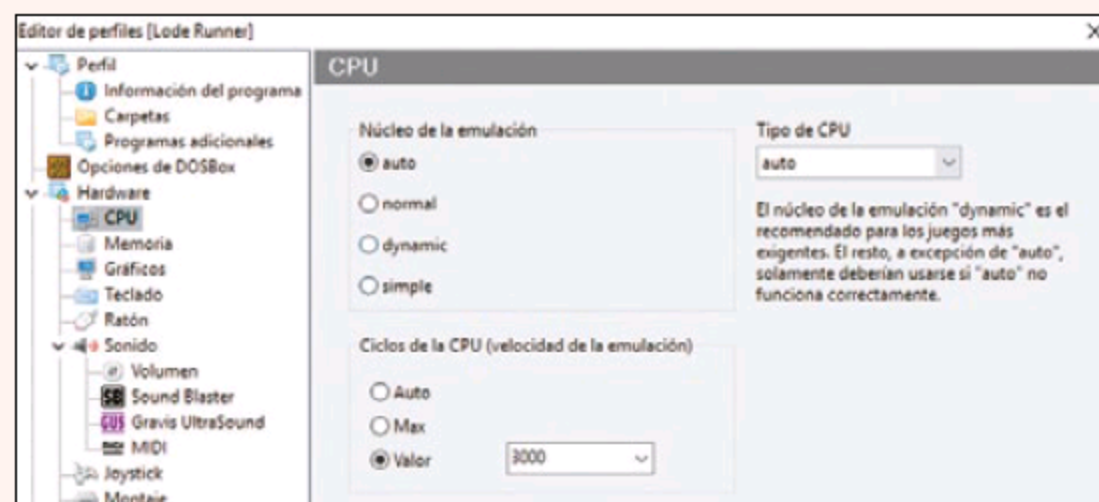 Editor de perfiles [Lode Runner]
Perfil
Información del programa
Carpetas
Programas adicionales
Opciones de DOSBox
Hardware
CPU
Memoria
Gráficos
Teclado
Ratón
Sonido
Volumen
SB Sound Blaster
GUS Gravis UltraSound
MIDI
Joystick
Montaje
CPU
Núcleo de la emulación
auto
normal
dynamic
simple
Tipo de CPU
auto
El núcleo de la emulación "dynamic" es el
recomendado para los juegos más
exigentes. El resto, a excepción de "auto",
solamente deberían usarse si "auto" no
funciona correctamente.
Ciclos de la CPU (velocidad de la emulación)
Auto
Max
Valor
3000